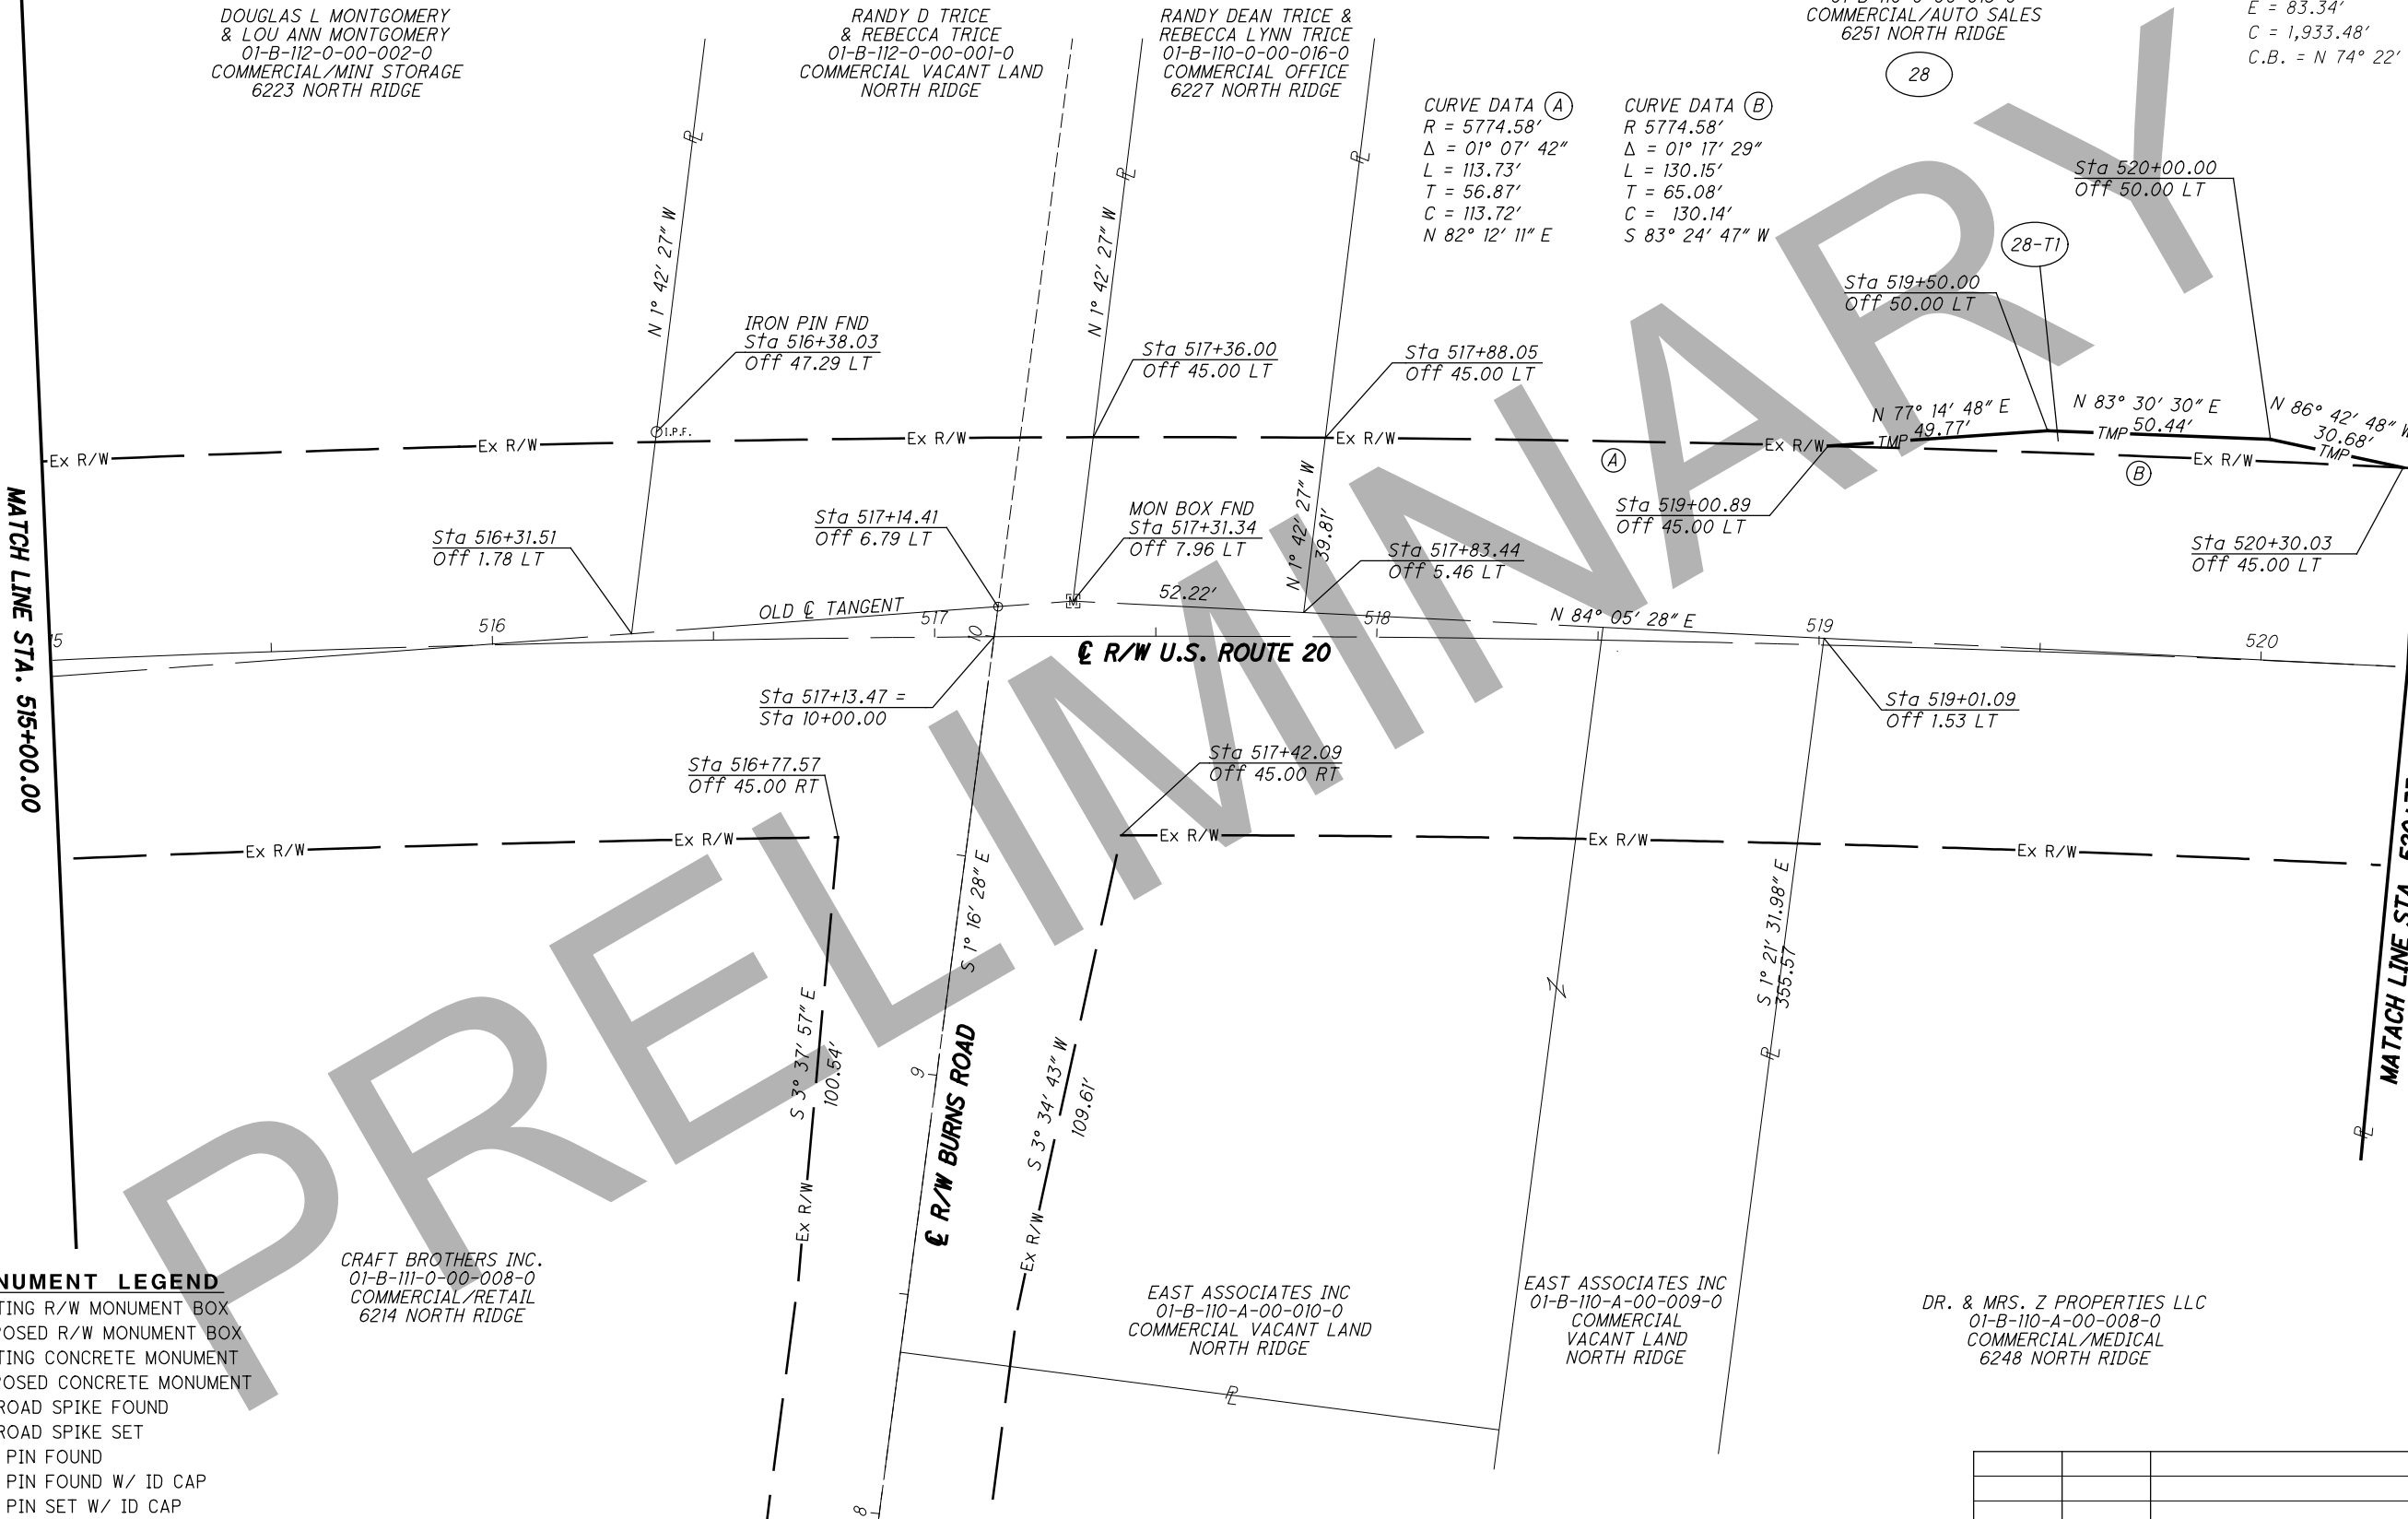 DOUGLAS L MONTGOMERY
& LOU ANN MONTGOMERY
01-B-112-0-00-002-0
COMMERCIAL/MINI STORAGE
6223 NORTH RIDGE
RANDY D TRICE
& REBECCA TRICE
01-B-112-0-00-001-0
COMMERCIAL VACANT LAND
NORTH RIDGE
RANDY DEAN TRICE &
REBECCA LYNN TRICE
01-B-110-0-00-016-0
COMMERCIAL OFFICE
6227 NORTH RIDGE
COMMERCIAL/AUTO SALES
6251 NORTH RIDGE
28
E = 83.34'
C = 1,933.48'
C.B. = N 74° 22'
CURVE DATA A
R = 5774.58'
Δ = 01° 07' 42"
L = 113.73'
T = 56.87'
C = 113.72'
N 82° 12' 11" E
CURVE DATA B
R 5774.58'
Δ = 01° 17' 29"
L = 130.15'
T = 65.08'
C = 130.14'
S 83° 24' 47" W
Sta 520+00.00
Off 50.00 LT
28-T1
Sta 519+50.00
Off 50.00 LT
PL
PL
PL
N 1° 42' 27" W
N 1° 42' 27" W
IRON PIN FND
Sta 516+38.03
Off 47.29 LT
Sta 517+36.00
Off 45.00 LT
Sta 517+88.05
Off 45.00 LT
N 77° 14' 48" E
49.77'
N 83° 30' 30" E
50.44'
N 86° 42' 48" W
30.68'
TMP
TMP
TMP
Ex R/W
Ex R/W
I.P.F.
Ex R/W
Ex R/W
Ex R/W
Ex R/W
A
B
MATCH LINE STA. 515+00.00
Sta 516+31.51
Off 1.78 LT
Sta 517+14.41
Off 6.79 LT
MON BOX FND
Sta 517+31.34
Off 7.96 LT
N 1° 42' 27" W
39.81'
Sta 517+83.44
Off 5.46 LT
Sta 519+00.89
Off 45.00 LT
Sta 520+30.03
Off 45.00 LT
OLD CL TANGENT
52.22'
N 84° 05' 28" E
M
5
516
517
10
518
519
520
CL R/W U.S. ROUTE 20
Sta 517+13.47 =
Sta 10+00.00
Sta 519+01.09
Off 1.53 LT
Sta 516+77.57
Off 45.00 RT
Sta 517+42.09
Off 45.00 RT
Ex R/W
Ex R/W
Ex R/W
Ex R/W
Ex R/W
S 1° 16' 28" E
S 3° 37' 57" E
100.54'
Ex R/W
9
CL R/W BURNS ROAD
S 3° 34' 43" W
109.61'
Ex R/W
Z
S 1° 21' 31.98" E
355.57
PL
PL
MATACH LINE STA.
PRELIMINARY
CRAFT BROTHERS INC.
01-B-111-0-00-008-0
COMMERCIAL/RETAIL
6214 NORTH RIDGE
EAST ASSOCIATES INC
01-B-110-A-00-010-0
COMMERCIAL VACANT LAND
NORTH RIDGE
PL
EAST ASSOCIATES INC
01-B-110-A-00-009-0
COMMERCIAL
VACANT LAND
NORTH RIDGE
DR. & MRS. Z PROPERTIES LLC
01-B-110-A-00-008-0
COMMERCIAL/MEDICAL
6248 NORTH RIDGE
8
NUMENT LEGEND
TING R/W MONUMENT BOX
POSED R/W MONUMENT BOX
TING CONCRETE MONUMENT
POSED CONCRETE MONUMENT
ROAD SPIKE FOUND
ROAD SPIKE SET
PIN FOUND
PIN FOUND W/ ID CAP
PIN SET W/ ID CAP